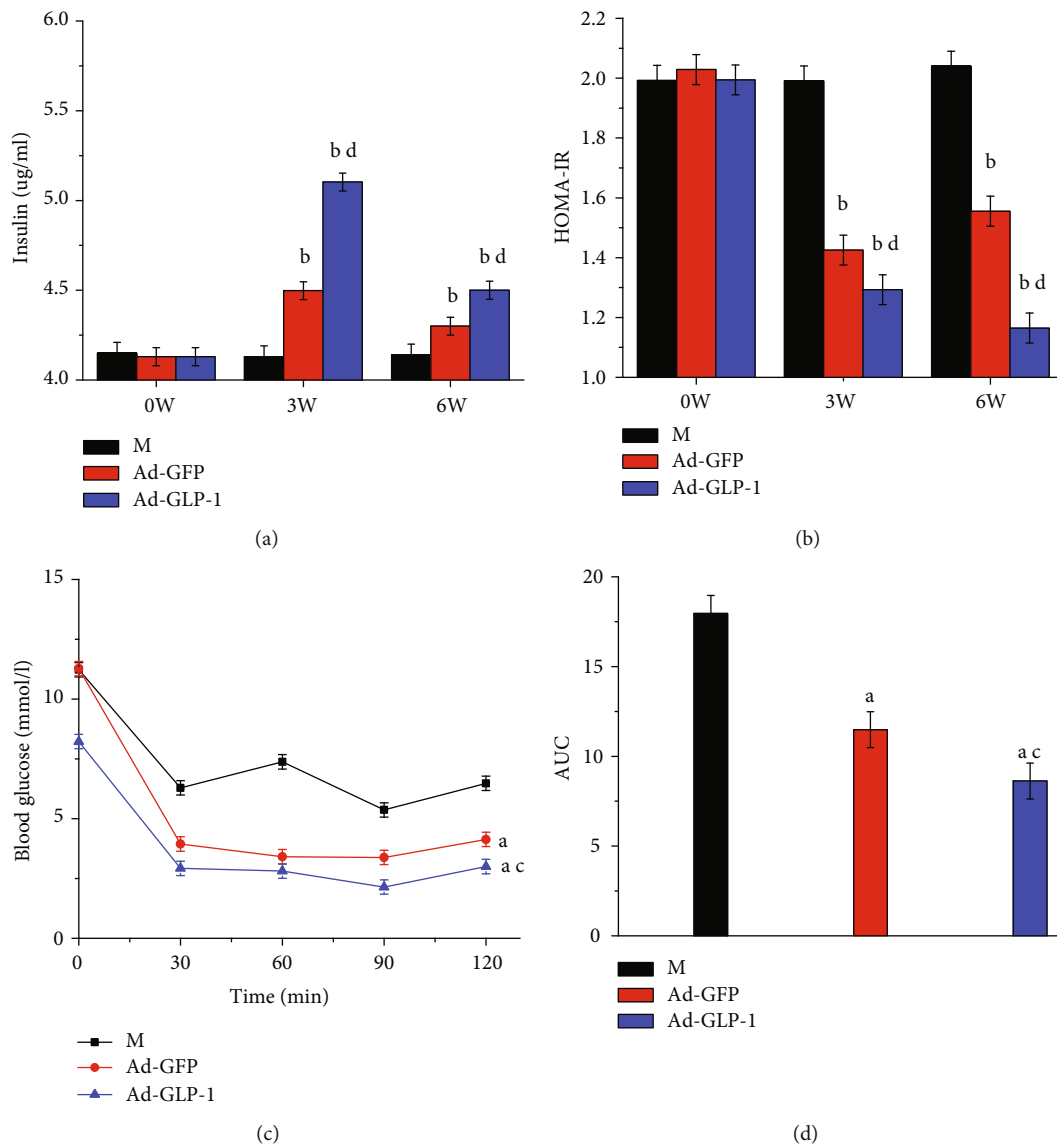 6.0
5.5
5.0
4.5
4.0
Insulin (ug/ml)
b d
b
b d
b
0W
3W
6W
M
Ad-GFP
Ad-GLP-1
(a)
2.2
2.0
1.8
1.6
1.4
1.2
1.0
HOMA-IR
b
b d
b
b d
0W
3W
6W
M
Ad-GFP
Ad-GLP-1
(b)
15
10
5
0
Blood glucose (mmol/l)
a
a c
0
30
60
90
120
Time (min)
M
Ad-GFP
Ad-GLP-1
(c)
20
15
10
5
0
AUC
a
a c
M
Ad-GFP
Ad-GLP-1
(d)